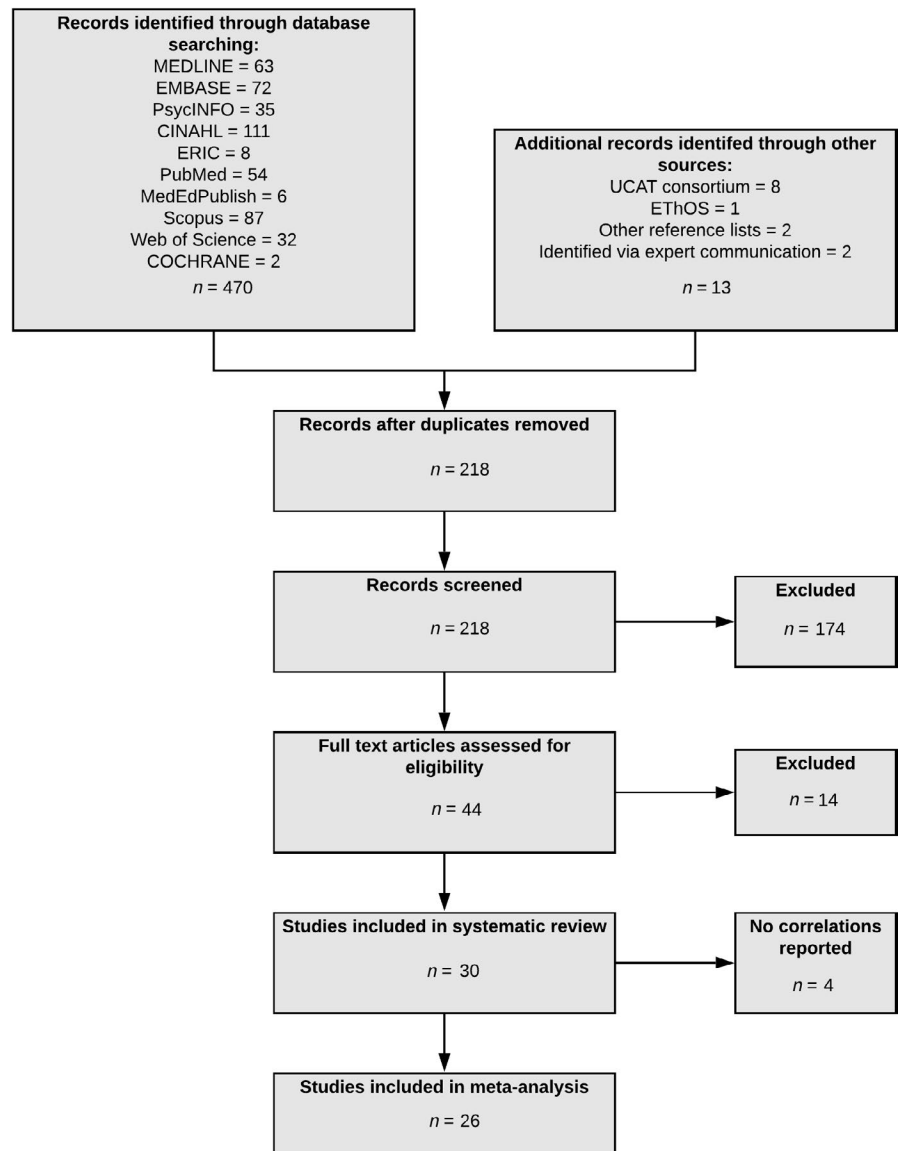 Records identified through database
searching:
MEDLINE = 63
EMBASE = 72
PsycINFO = 35
CINAHL = 111
ERIC = 8
PubMed = 54
MedEdPublish = 6
Scopus = 87
Web of Science = 32
COCHRANE = 2
n = 470
Additional records identifed through other
sources:
UCAT consortium = 8
EThOS = 1
Other reference lists = 2
Identified via expert communication = 2
n = 13
Records after duplicates removed
n = 218
Records screened
n = 218
Excluded
n = 174
Full text articles assessed for
eligibility
n = 44
Excluded
n = 14
Studies included in systematic review
n = 30
No correlations
reported
n = 4
Studies included in meta-analysis
n = 26